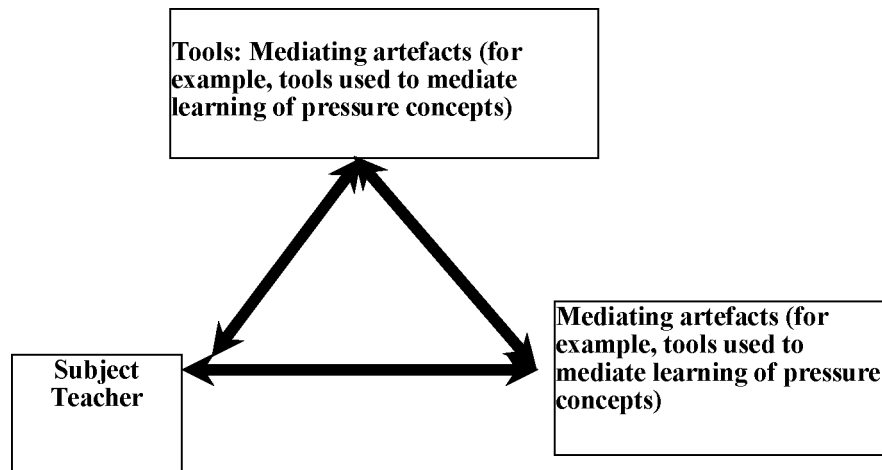 Tools: Mediating artefacts (for
example, tools used to mediate
learning of pressure concepts)
Mediating artefacts (for
example, tools used to
mediate learning of pressure
concepts)
Subject
Teacher